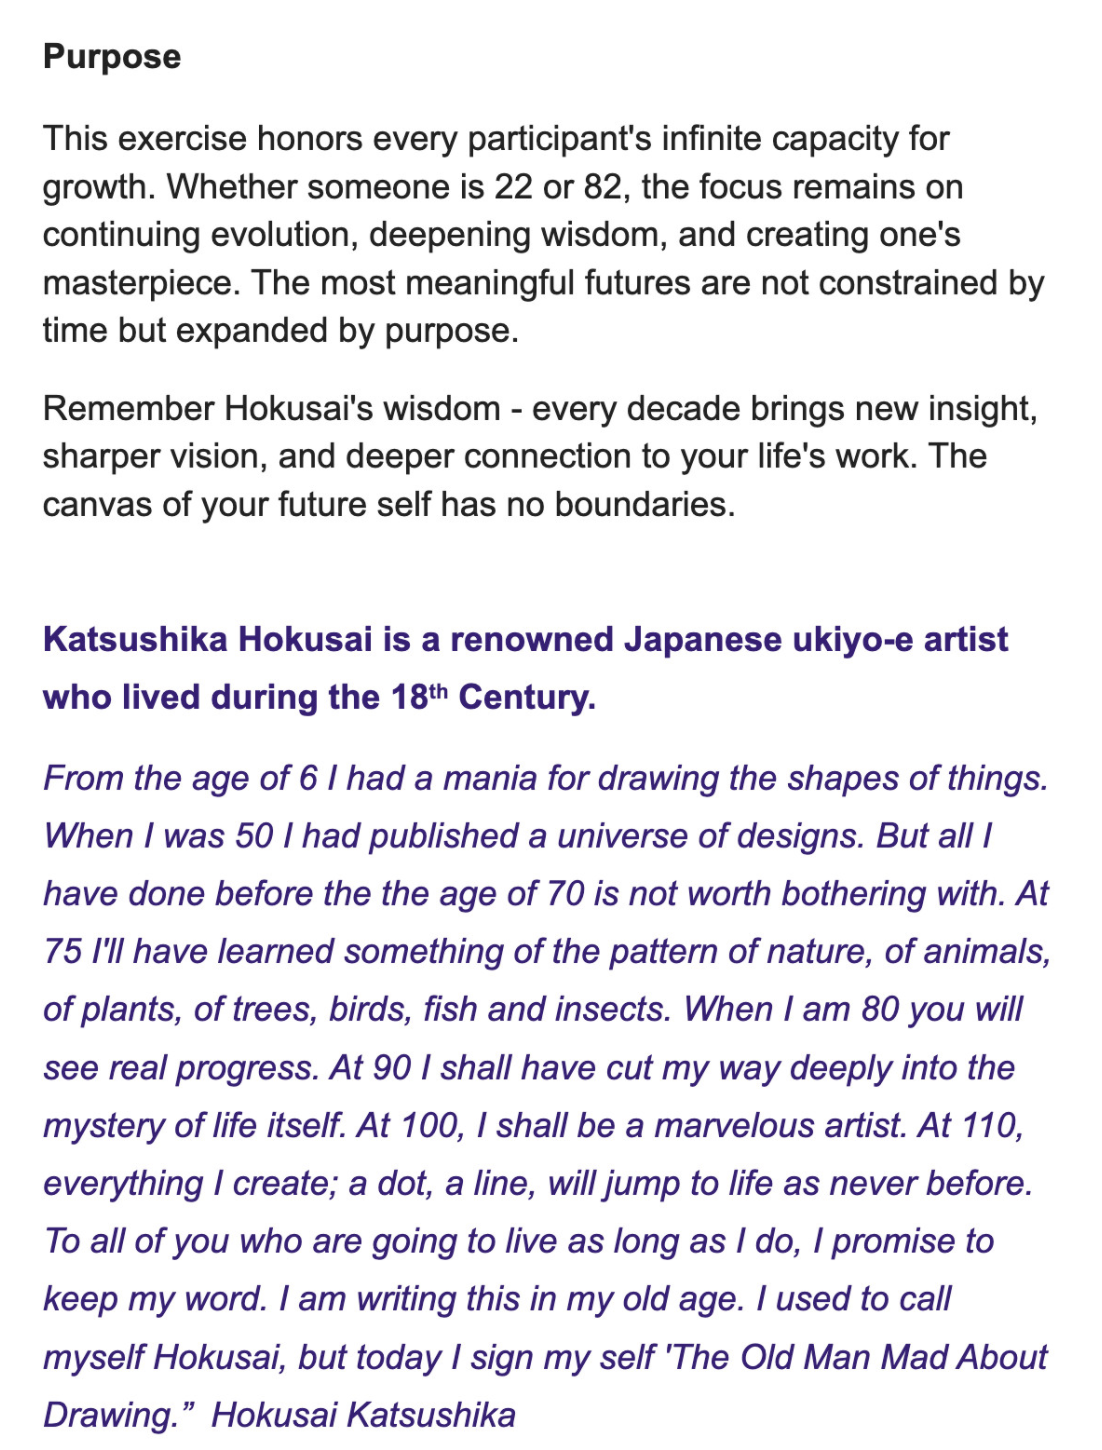 Purpose
This exercise honors every participant's infinite capacity for
growth. Whether someone is 22 or 82, the focus remains on
continuing evolution, deepening wisdom, and creating one's
masterpiece. The most meaningful futures are not constrained by
time but expanded by purpose.
Remember Hokusai's wisdom - every decade brings new insight,
sharper vision, and deeper connection to your life's work. The
canvas of your future self has no boundaries.
Katsushika Hokusai is a renowned Japanese ukiyo-e artist
who lived during the 18th Century.
From the age of 6 I had a mania for drawing the shapes of things.
When I was 50 I had published a universe of designs. But all I
have done before the the age of 70 is not worth bothering with. At
75 I'll have learned something of the pattern of nature, of animals,
of plants, of trees, birds, fish and insects. When I am 80 you will
see real progress. At 90 I shall have cut my way deeply into the
mystery of life itself. At 100, I shall be a marvelous artist. At 110,
everything I create; a dot, a line, will jump to life as never before.
To all of you who are going to live as long as I do, I promise to
keep my word. I am writing this in my old age. I used to call
myself Hokusai, but today I sign my self 'The Old Man Mad About
Drawing.” Hokusai Katsushika